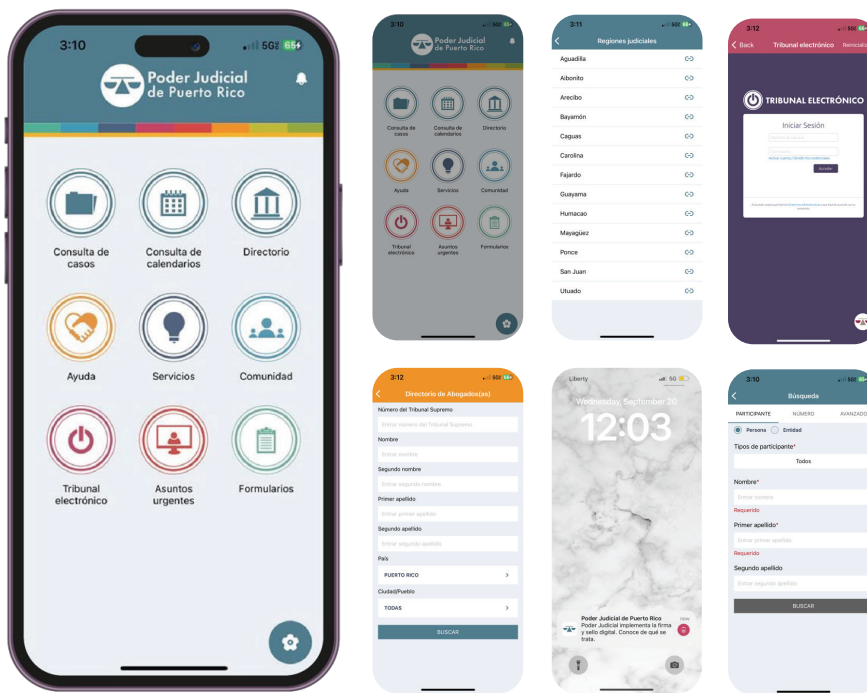 3:10
5G 65
Poder Judicial
de Puerto Rico
Consulta de
casos
Consulta de
calendarios
Directorio
Ayuda
Servicios
Comunidad
Tribunal
electrónico
Asuntos
urgentes
Formularios
3:10
Poder Judicial
de Puerto Rico
Consulta de
casos
Consulta de
calendarios
Directorio
Ayuda
Servicios
Comunidad
Tribunal
electrónico
Asuntos
urgentes
Formularios
3:11
Regiones judiciales
Aguadilla
Aibonito
Arecibo
Bayamón
Caguas
Carolina
Fajardo
Guayama
Humacao
Mayagüez
Ponce
San Juan
Utuado
3:12
Back Tribunal electrónico
TRIBUNAL ELECTRÓNICO
Iniciar Sesión
Acceder
3:12
Directorio de Abogados(as)
Número del Tribunal Supremo
Entrar número del Tribunal Supremo
Nombre
Entrar nombre
Segundo nombre
Entrar segundo nombre
Primer apellido
Entrar primer apellido
Segundo apellido
Entrar segundo apellido
País
PUERTO RICO
Ciudad/Pueblo
TODAS
BUSCAR
Liberty 5G
Wednesday, September 20
12:03
Poder Judicial de Puerto Rico now
Poder Judicial implementa la firma
y sello digital. Conoce de qué se
trata.
3:10
Búsqueda
PARTICIPANTE NÚMERO AVANZADO
Persona Entidad
Tipos de participante*
Todos
Nombre*
Entrar nombre
Requerido
Primer apellido*
Entrar primer apellido
Requerido
Segundo apellido
Entrar segundo apellido
BUSCAR